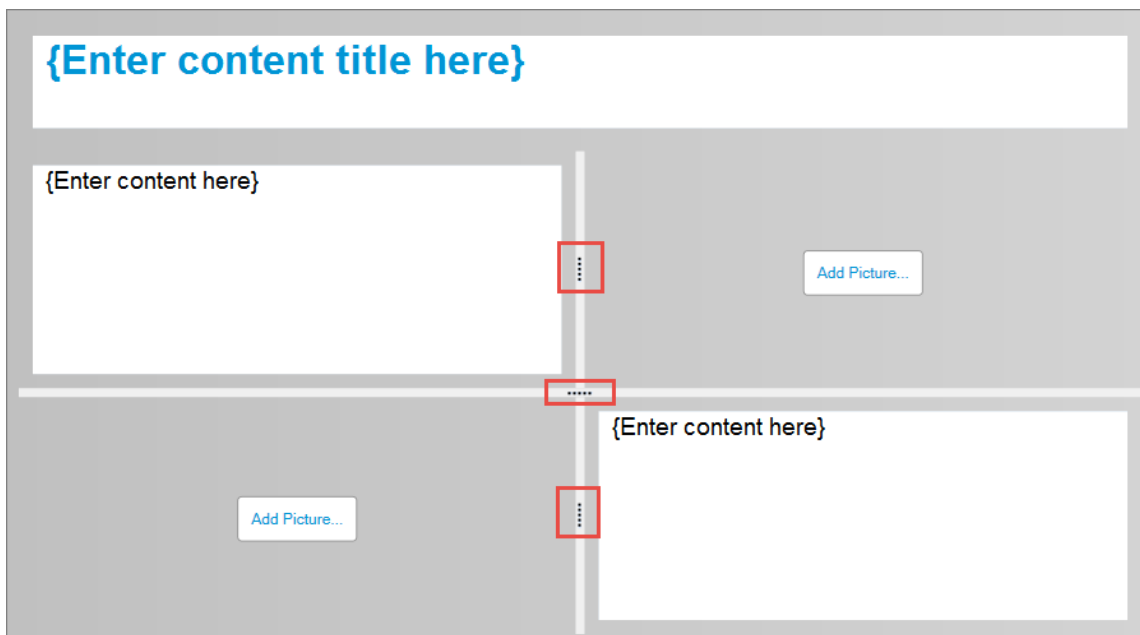 {Enter content title here}
{Enter content here}
Add Picture...
Add Picture...
{Enter content here}